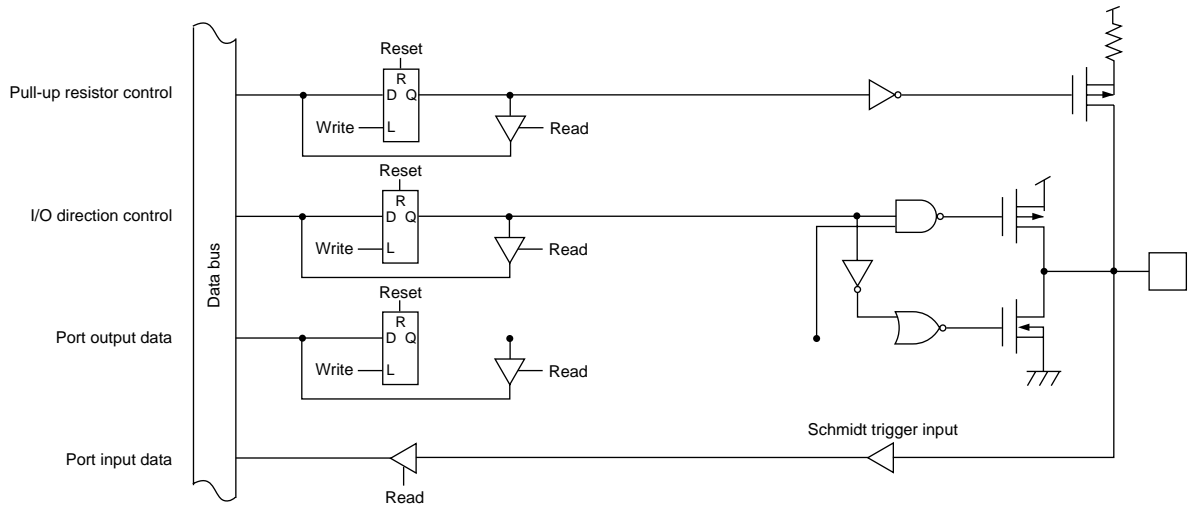 Reset
Pull-up resistor control
R
D Q
Write
L
Read
Reset
I/O direction control
R
D Q
Write
L
Read
Data bus
Reset
Port output data
R
D Q
Write
L
Read
Schmidt trigger input
Port input data
Read